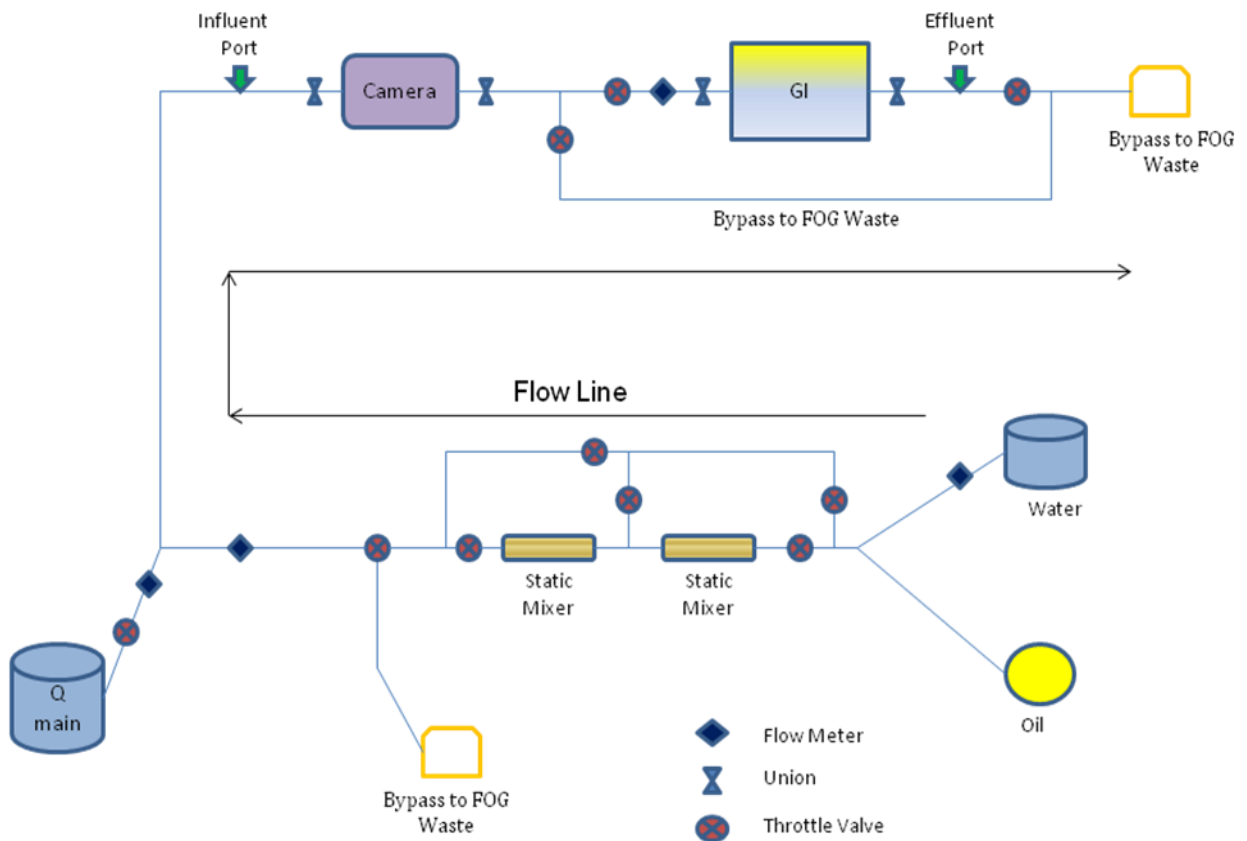 Influent
Port
Camera
GI
Effluent
Port
Bypass to FOG
Waste
Bypass to FOG Waste
Flow Line
Water
Static
Mixer
Static
Mixer
Q
main
Oil
Bypass to FOG
Waste
Flow Meter
Union
Throttle Valve